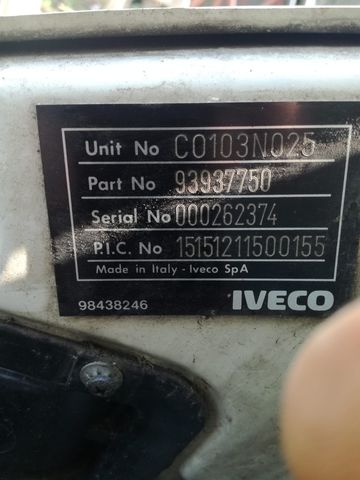 Unit No C0103N025
Part No 93937750
Serial No 000262374
P.I.C. No 15151211500155
Made in Italy - Iveco SpA
98438246 IVECO